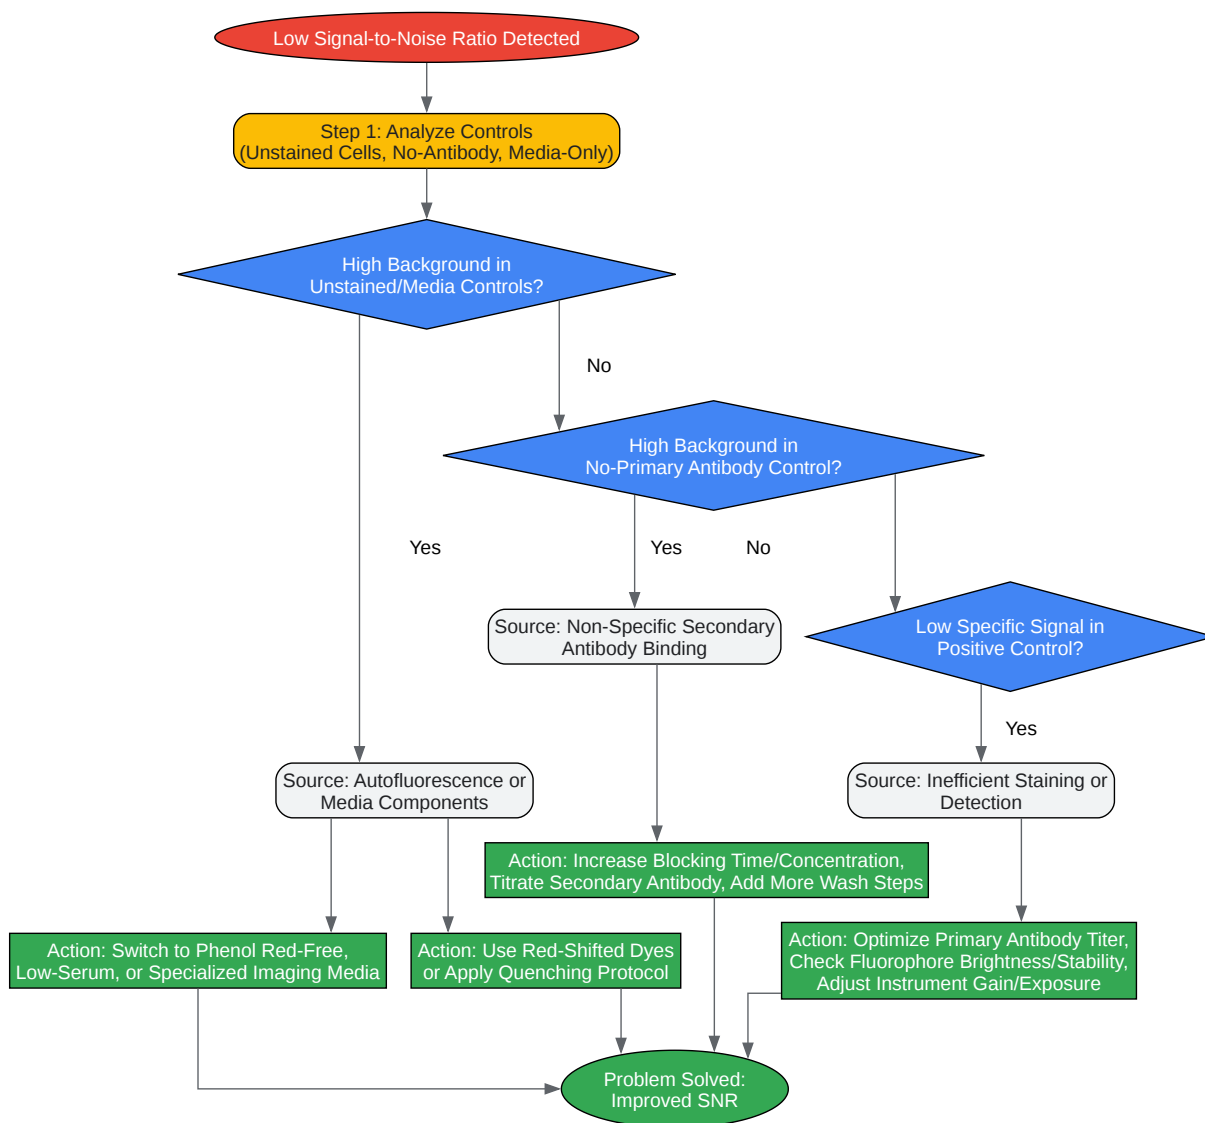 Low Signal-to-Noise Ratio Detected
Step 1: Analyze Controls
(Unstained Cells, No-Antibody, Media-Only)
High Background in
Unstained/Media Controls?
No
High Background in
No-Primary Antibody Control?
Yes
Yes
No
Source: Non-Specific Secondary
Antibody Binding
Low Specific Signal in
Positive Control?
Yes
Source: Autofluorescence or
Media Components
Source: Inefficient Staining or
Detection
Action: Increase Blocking Time/Concentration,
Titrate Secondary Antibody, Add More Wash Steps
Action: Switch to Phenol Red-Free,
Low-Serum, or Specialized Imaging Media
Action: Use Red-Shifted Dyes
or Apply Quenching Protocol
Action: Optimize Primary Antibody Titer,
Check Fluorophore Brightness/Stability,
Adjust Instrument Gain/Exposure
Problem Solved:
Improved SNR